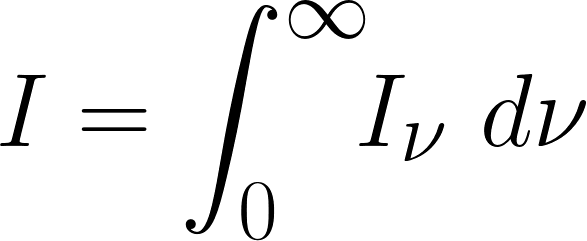 I = ∫₀^∞ I_ν dν